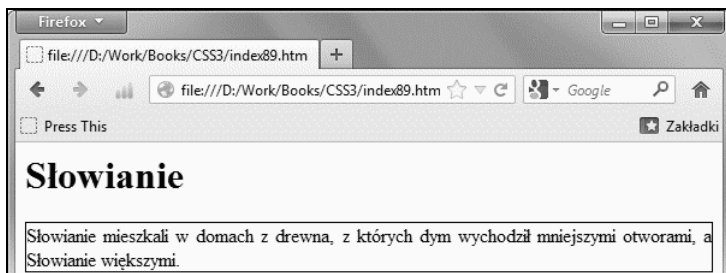 Firefox
file:///D:/Work/Books/CSS3/index89.htm
file:///D:/Work/Books/CSS3/index89.htm
Google
Press This
Zakładki
Słowianie
Słowianie mieszkali w domach z drewna, z których dym wychodził mniejszymi otworami, a
Słowianie większymi.